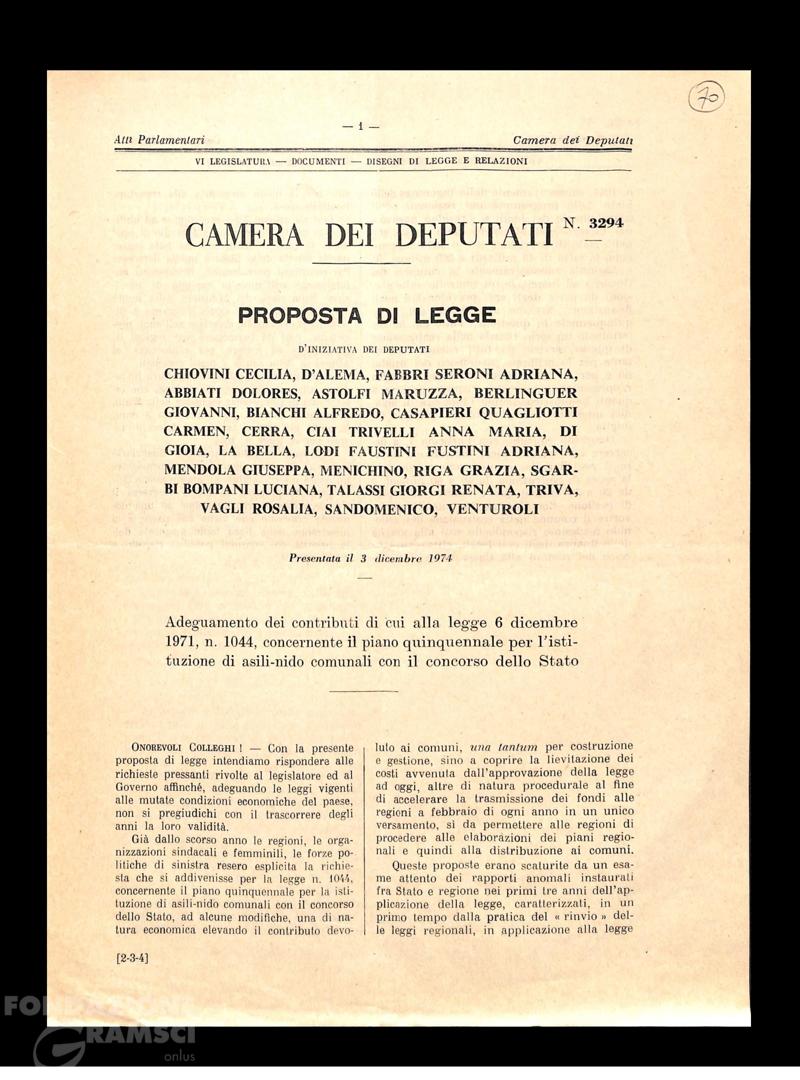 70
— 1 —
Atti Parlamentari Camera dei Deputati
VI LEGISLATURA — DOCUMENTI — DISEGNI DI LEGGE E RELAZIONI
CAMERA DEI DEPUTATI N. 3294
PROPOSTA DI LEGGE
D'INIZIATIVA DEI DEPUTATI
CHIOVINI CECILIA, D'ALEMA, FABBRI SERONI ADRIANA,
ABBIATI DOLORES, ASTOLFI MARUZZA, BERLINGUER
GIOVANNI, BIANCHI ALFREDO, CASAPIERI QUAGLIOTTI
CARMEN, CERRA, CIAI TRIVELLI ANNA MARIA, DI
GIOIA, LA BELLA, LODI FAUSTINI FUSTINI ADRIANA,
MENDOLA GIUSEPPA, MENICHINO, RIGA GRAZIA, SGAR-
BI BOMPANI LUCIANA, TALASSI GIORGI RENATA, TRIVA,
VAGLI ROSALIA, SANDOMENICO, VENTUROLI
Presentata il 3 dicembre 1974
Adeguamento dei contributi di cui alla legge 6 dicembre
1971, n. 1044, concernente il piano quinquennale per l'isti-
tuzione di asili-nido comunali con il concorso dello Stato
ONOREVOLI COLLEGHI ! — Con la presente
proposta di legge intendiamo rispondere alle
richieste pressanti rivolte al legislatore ed al
Governo affinché, adeguando le leggi vigenti
alle mutate condizioni economiche del paese,
non si pregiudichi con il trascorrere degli
anni la loro validità.
Già dallo scorso anno le regioni, le orga-
nizzazioni sindacali e femminili, le forze po-
litiche di sinistra resero esplicita la richie-
sta che si addivenisse per la legge n. 1044,
concernente il piano quinquennale per la isti-
tuzione di asili-nido comunali con il concorso
dello Stato, ad alcune modifiche, una di na-
tura economica elevando il contributo devo-
luto ai comuni, una tantum per costruzione
e gestione, sino a coprire la lievitazione dei
costi avvenuta dall'approvazione della legge
ad oggi, altre di natura procedurale al fine
di accelerare la trasmissione dei fondi alle
regioni a febbraio di ogni anno in un unico
versamento, sì da permettere alle regioni di
procedere alle elaborazioni dei piani regio-
nali e quindi alla distribuzione ai comuni.
Queste proposte erano scaturite da un esa-
me attento dei rapporti anomali instaurati
fra Stato e regione nei primi tre anni dell'ap-
plicazione della legge, caratterizzati, in un
primo tempo dalla pratica del « rinvio » del-
le leggi regionali, in applicazione alla legge
[2-3-4]
FONDAZIONE
GRAMSCI
onlus